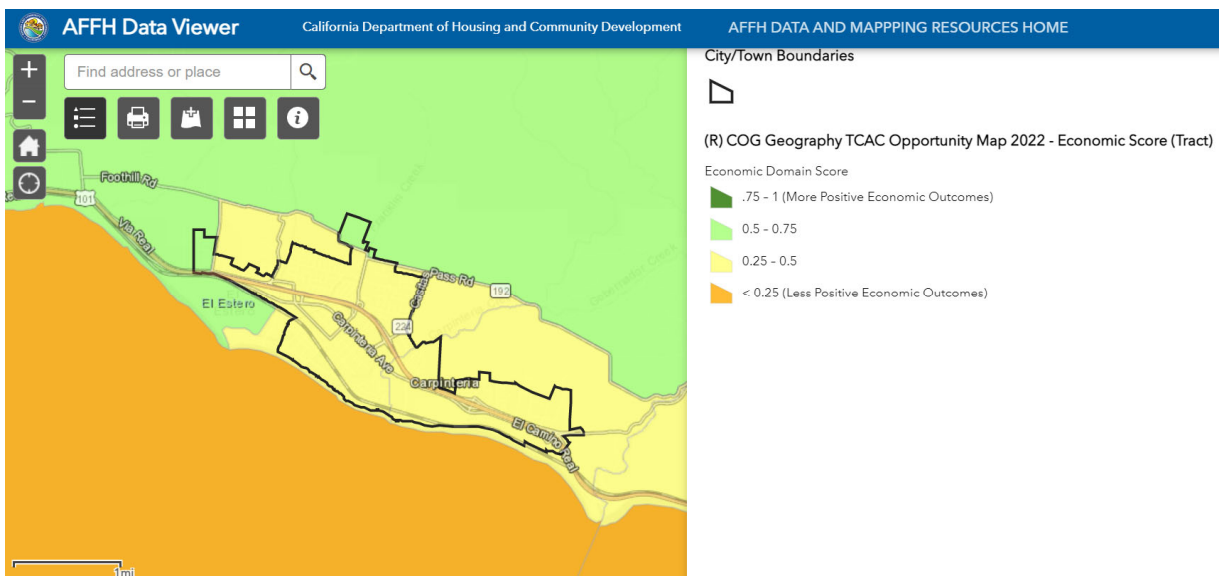 AFFH Data Viewer
California Department of Housing and Community Development
AFFH DATA AND MAPPPING RESOURCES HOME
+
Find address or place
−
Foothill Rd
101
Via Real
El Estero
Pass Rd
192
Casitas
224
Carpinteria Ave
Carpinteria
El Camino Real
1mi
City/Town Boundaries
(R) COG Geography TCAC Opportunity Map 2022 - Economic Score (Tract)
Economic Domain Score
.75 - 1 (More Positive Economic Outcomes)
0.5 - 0.75
0.25 - 0.5
< 0.25 (Less Positive Economic Outcomes)